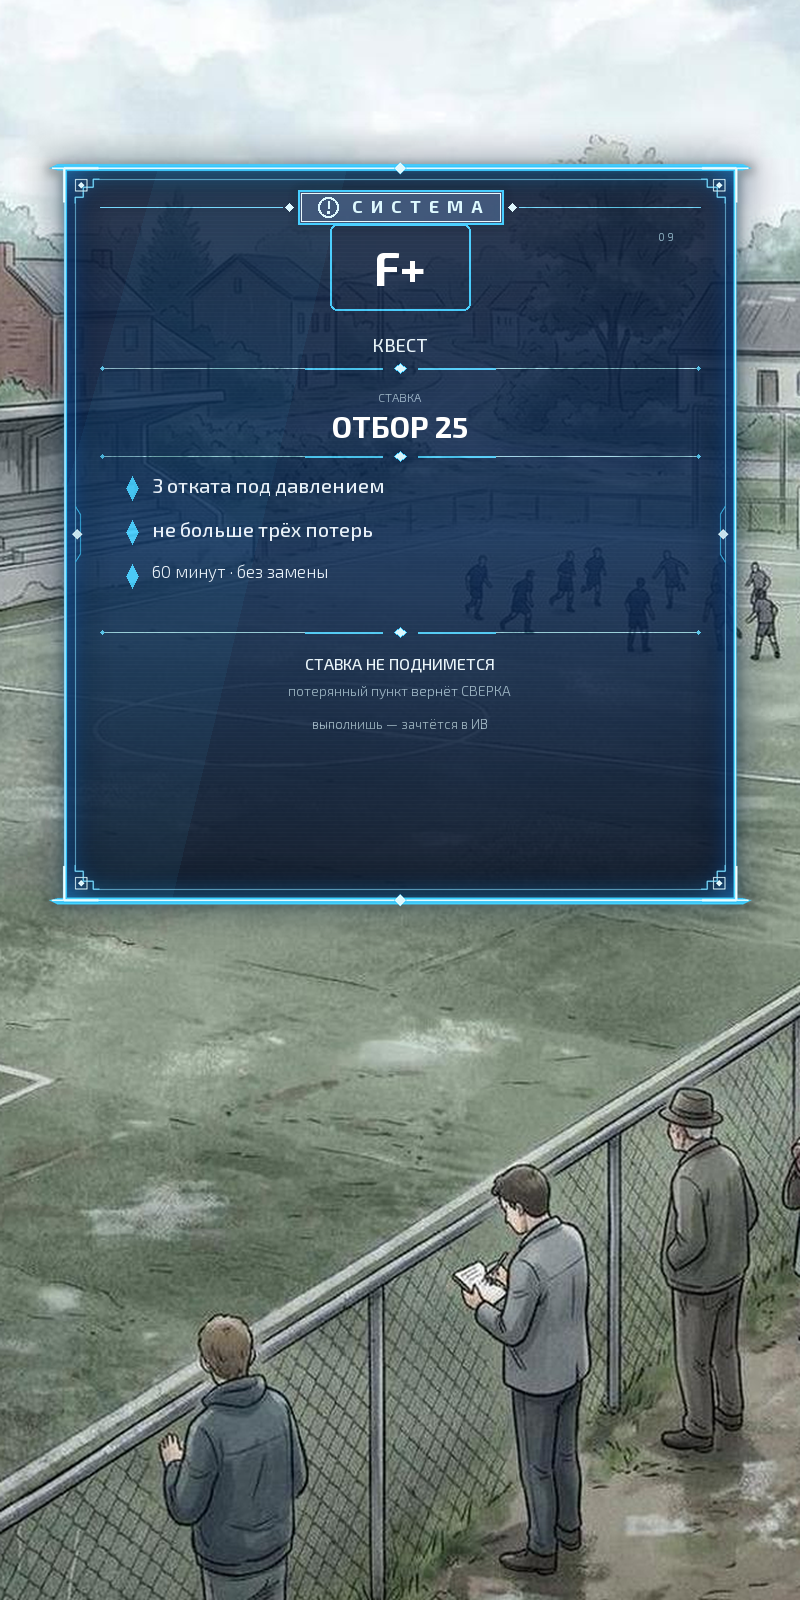 СИСТЕМА
09
F+
КВЕСТ
СТАВКА
ОТБОР 25
3 отката под давлением
не больше трёх потерь
60 минут · без замены
СТАВКА НЕ ПОДНИМЕТСЯ
потерянный пункт вернёт СВЕРКА
выполнишь — зачтётся в ИВ